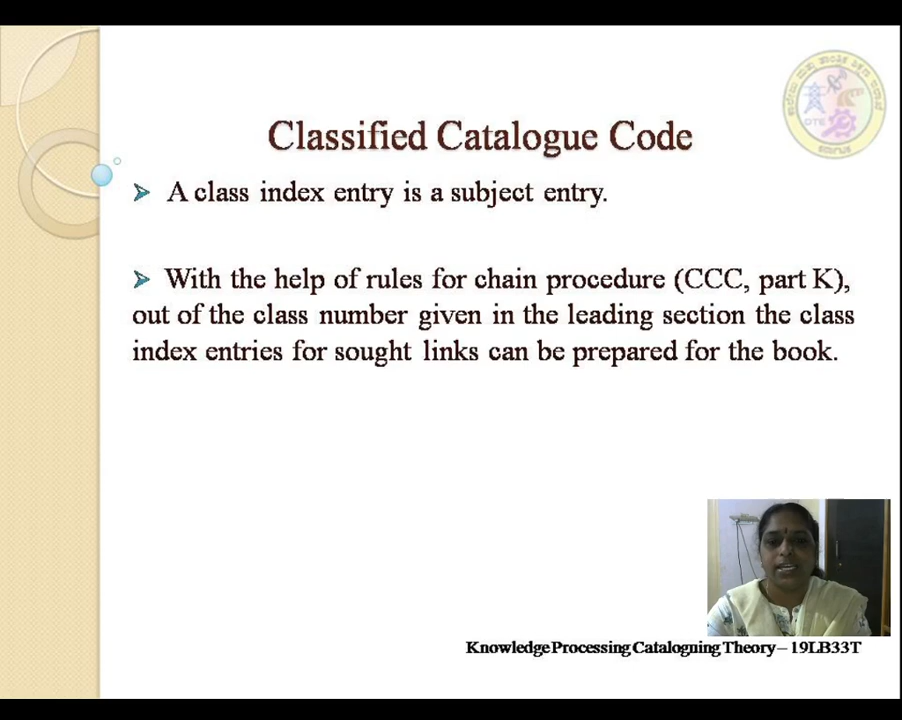 Classified Catalogue Code
A class index entry is a subject entry.
With the help of rules for chain procedure (CCC, part K),
out of the class number given in the leading section the class
index entries for sought links can be prepared for the book.
DTE
Knowledge Processing Cataloguing Theory – 19LB33T